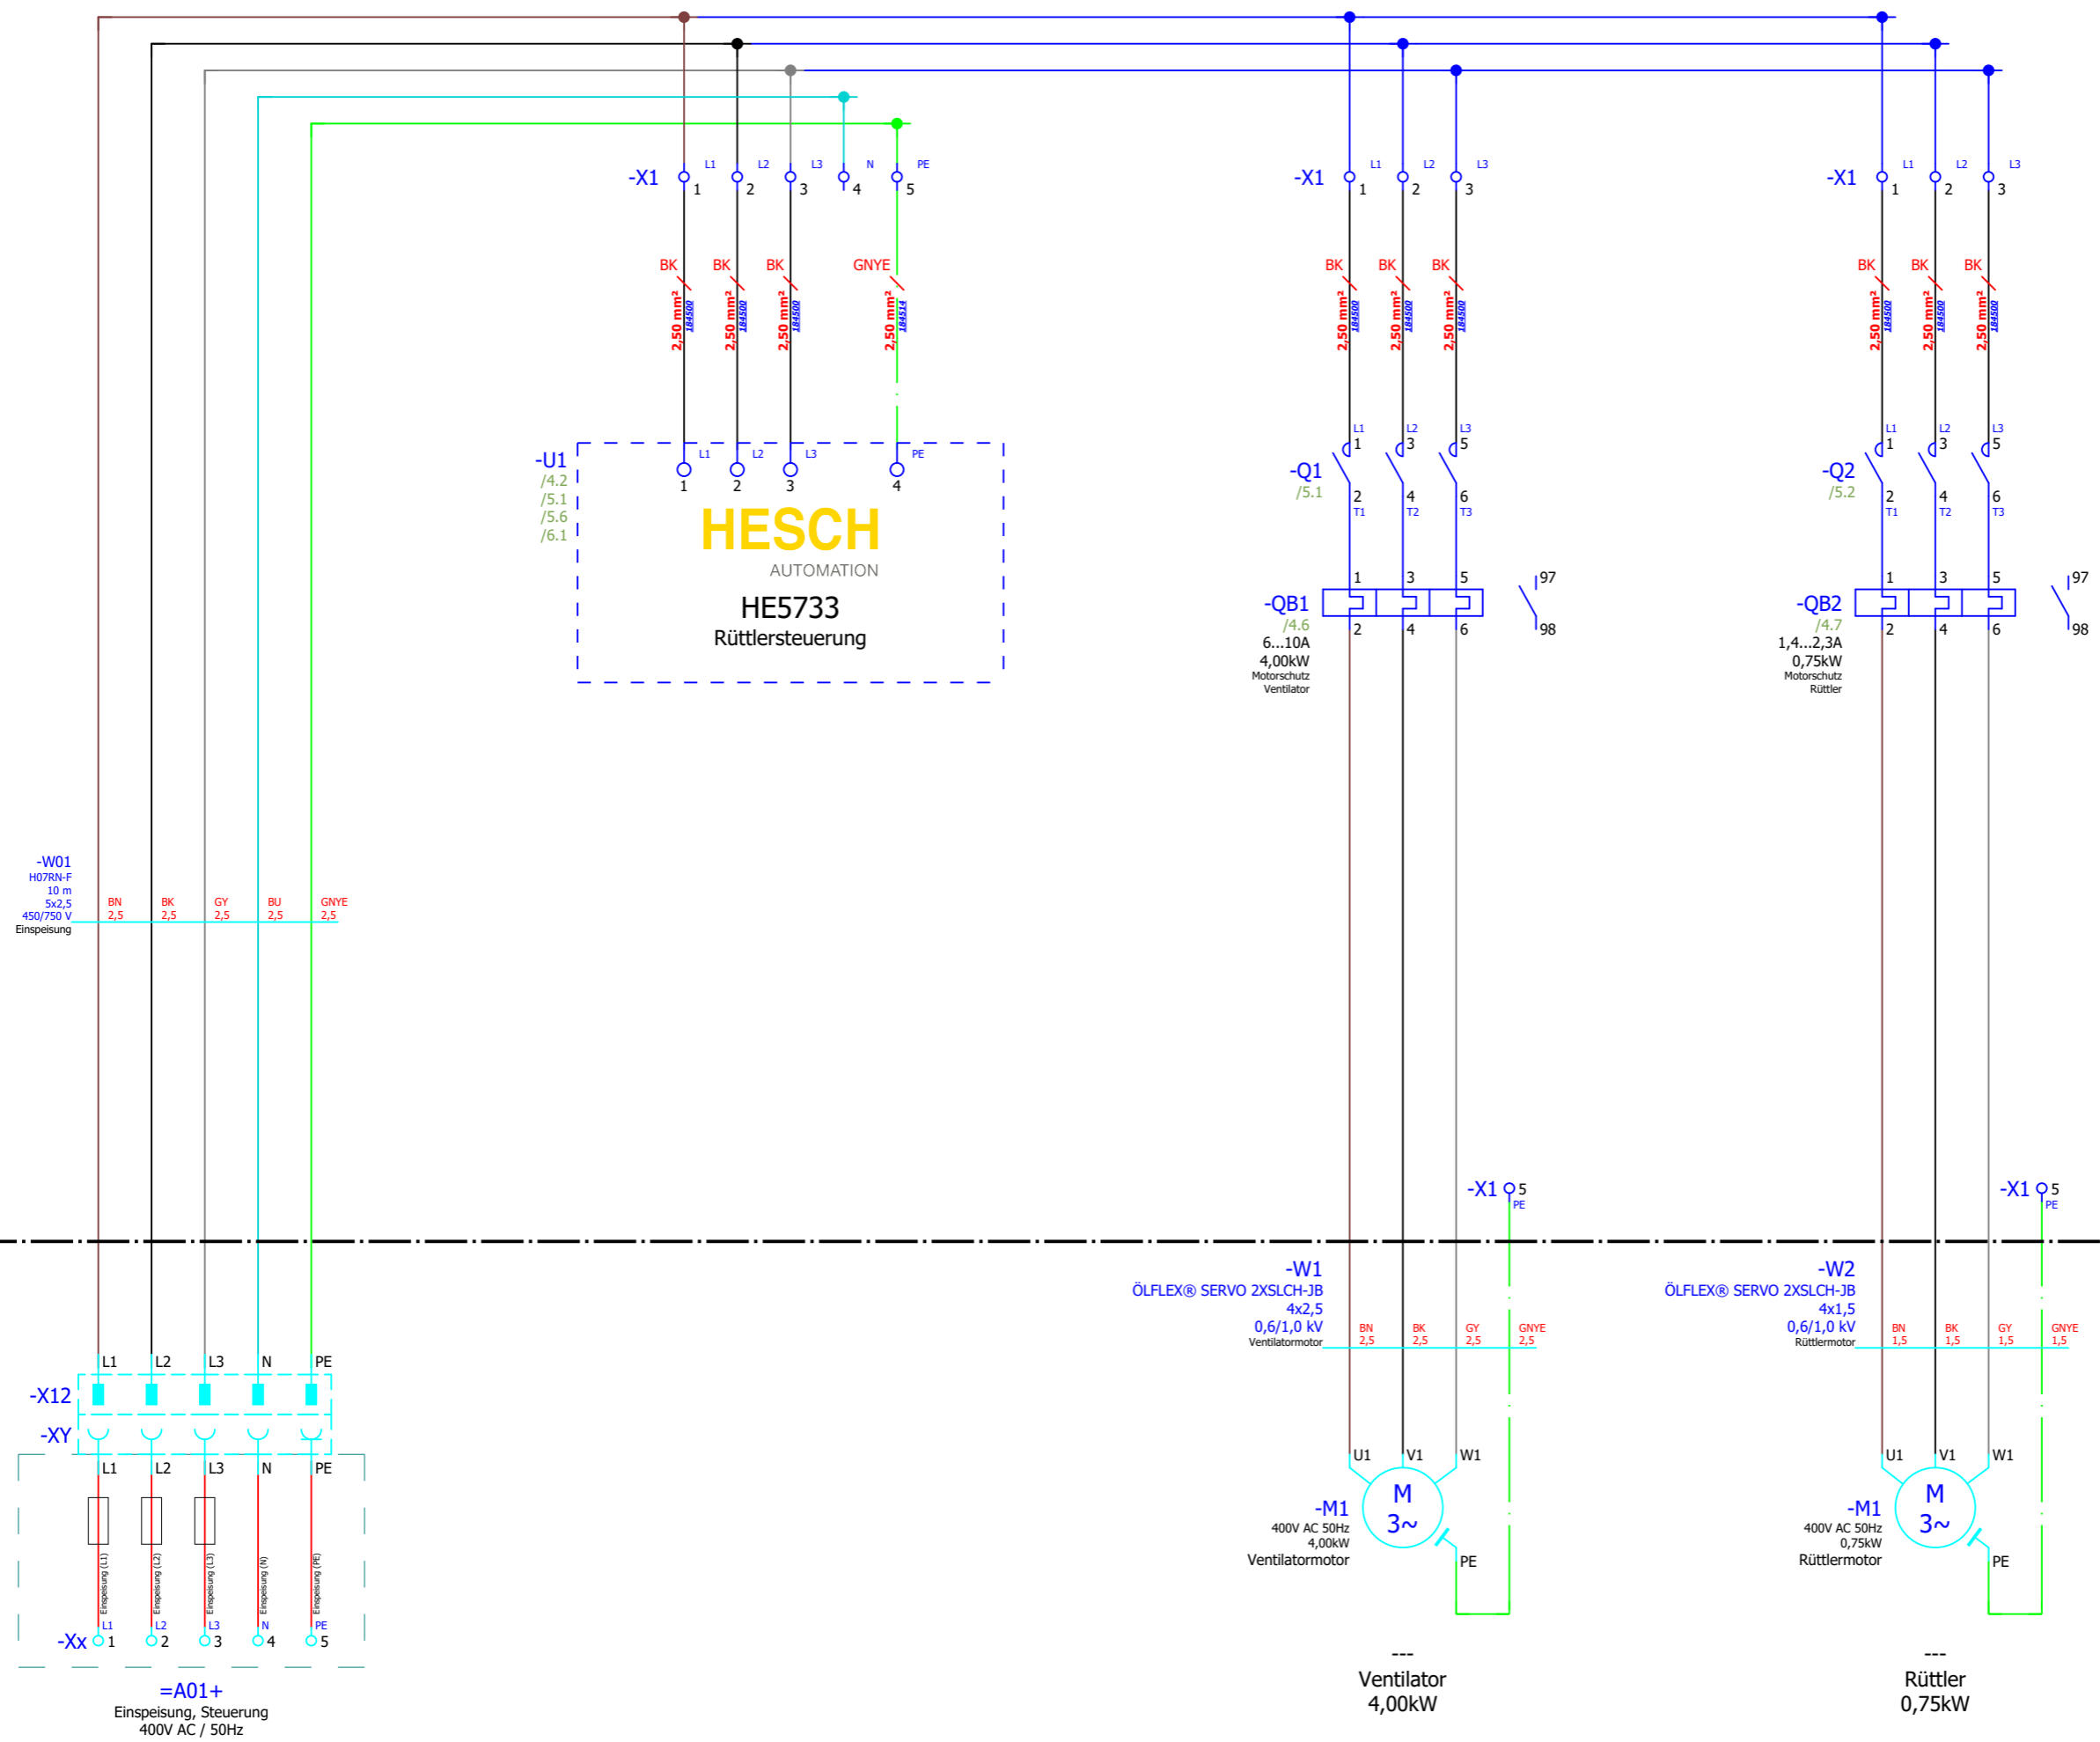 -X1
L1 L2 L3 N PE
1 2 3 4 5
-X1
L1 L2 L3
1 2 3
-X1
L1 L2 L3
1 2 3
BK BK BK GNYE
2,50 mm² 2,50 mm² 2,50 mm² 2,50 mm²
184500 184500 184500 184514
BK BK BK
2,50 mm² 2,50 mm² 2,50 mm²
184500 184500 184500
BK BK BK
2,50 mm² 2,50 mm² 2,50 mm²
184500 184500 184500
-U1
/4.2
/5.1
/5.6
/6.1
L1 L2 L3 PE
1 2 3 4
HESCH
AUTOMATION
HE5733
Rüttlersteuerung
L1 L2 L3
1 3 5
-Q1
/5.1
2 4 6
T1 T2 T3
L1 L2 L3
1 3 5
-Q2
/5.2
2 4 6
T1 T2 T3
1 3 5 97
-QB1
/4.6
2 4 6 98
6...10A
4,00kW
Motorschutz
Ventilator
1 3 5 97
-QB2
/4.7
2 4 6 98
1,4...2,3A
0,75kW
Motorschutz
Rüttler
-W01
H07RN-F
10 m
5x2,5
450/750 V
Einspeisung
BN BK GY BU GNYE
2,5 2,5 2,5 2,5 2,5
-X1 5
PE
-X1 5
PE
-W1
ÖLFLEX® SERVO 2XSLCH-JB
4x2,5
0,6/1,0 kV
Ventilatormotor
BN BK GY GNYE
2,5 2,5 2,5 2,5
-W2
ÖLFLEX® SERVO 2XSLCH-JB
4x1,5
0,6/1,0 kV
Rüttlermotor
BN BK GY GNYE
1,5 1,5 1,5 1,5
L1 L2 L3 N PE
-X12
-XY
L1 L2 L3 N PE
Einspeisung (L1)
Einspeisung (L2)
Einspeisung (L3)
Einspeisung (N)
Einspeisung (PE)
L1 L2 L3 N PE
-Xx 1 2 3 4 5
=A01+
Einspeisung, Steuerung
400V AC / 50Hz
U1 V1 W1
M
3~
-M1
400V AC 50Hz
4,00kW
Ventilatormotor
PE
---
Ventilator
4,00kW
U1 V1 W1
M
3~
-M1
400V AC 50Hz
0,75kW
Rüttlermotor
PE
---
Rüttler
0,75kW